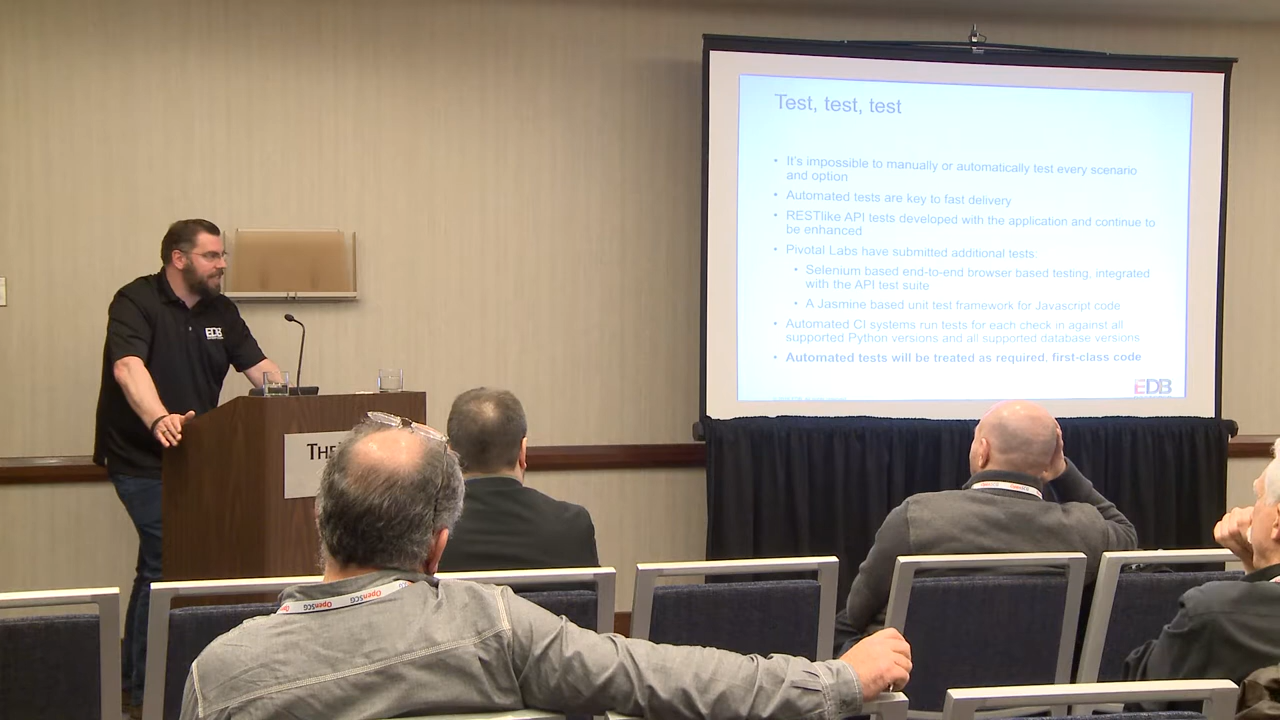 Test, test, test
• It's impossible to manually or automatically test every scenario
and option
• Automated tests are key to fast delivery
• RESTlike API tests developed with the application and continue to
be enhanced
• Pivotal Labs have submitted additional tests:
• Selenium based end-to-end browser based testing, integrated
with the API test suite
• A Jasmine based unit test framework for Javascript code
• Automated CI systems run tests for each check in against all
supported Python versions and all supported database versions
• Automated tests will be treated as required, first-class code
EDB
EDB
THE
OpenSCG
OpenSCG